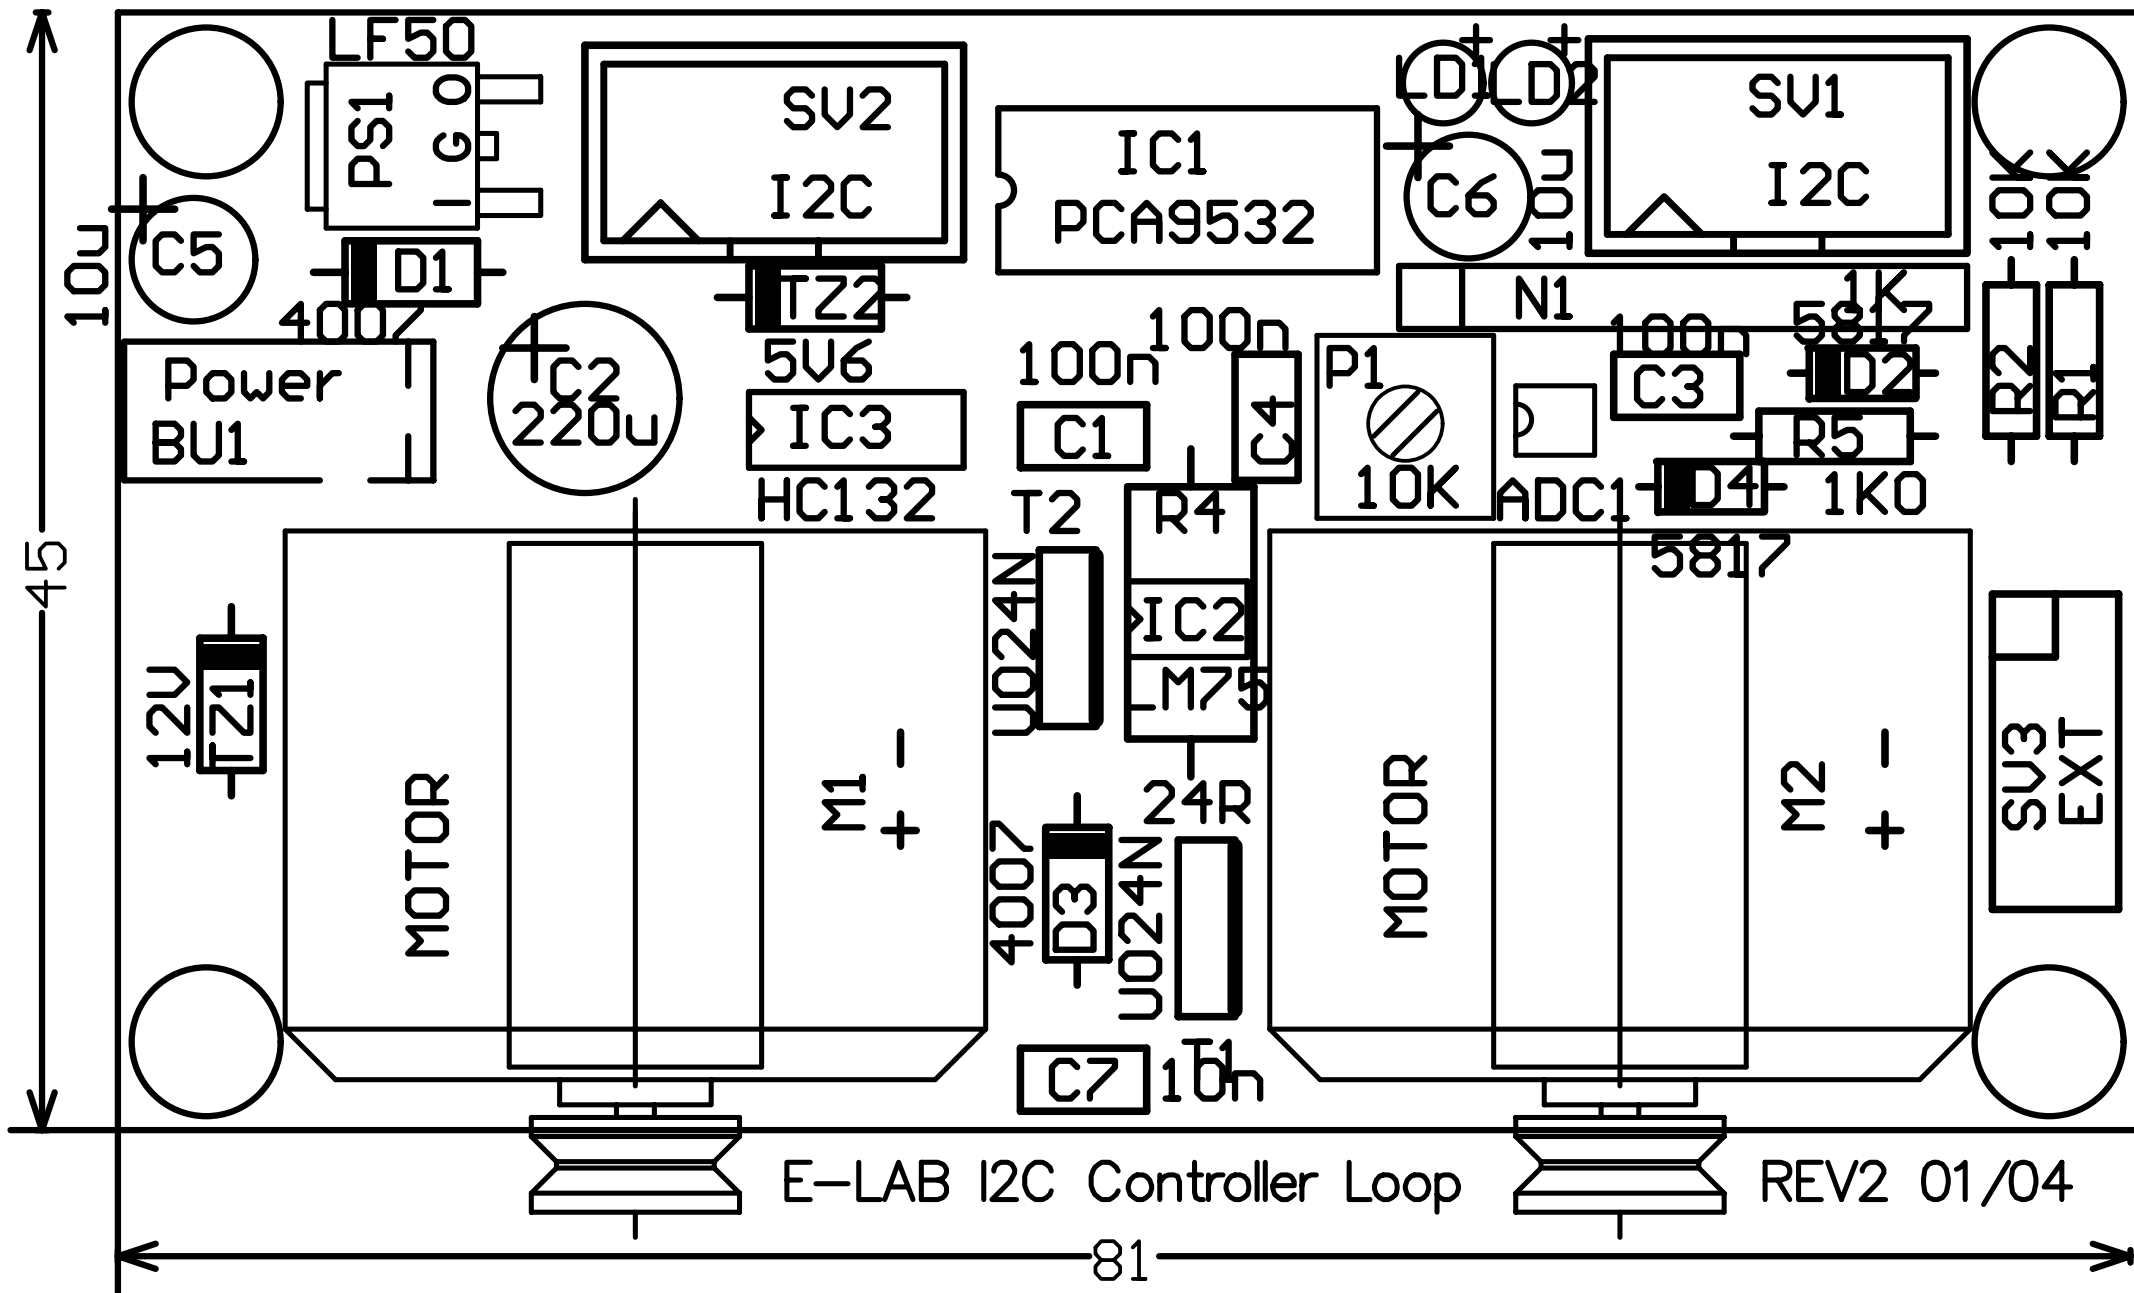 LF50
PS1
O
G
I
SV2
I2C
IC1
PCA9532
LD1
LD2
SV1
I2C
C6
10u
10K
10K
C5
10u
D1
4007
TZ2
5V6
N1
1K
5817
D2
R2
R1
Power
BU1
C2
220u
IC3
HC132
100n
C1
100n
C4
P1
10K
ADC1
100n
C3
R5
1K0
D4
5817
T2
U024N
R4
IC2
LM75
24R
45
12V
TZ1
MOTOR
M1
-
+
4007
D3
U024N
T1
C7
10n
MOTOR
M2
-
+
SV3
EXT
E-LAB I2C Controller Loop
REV2 01/04
81